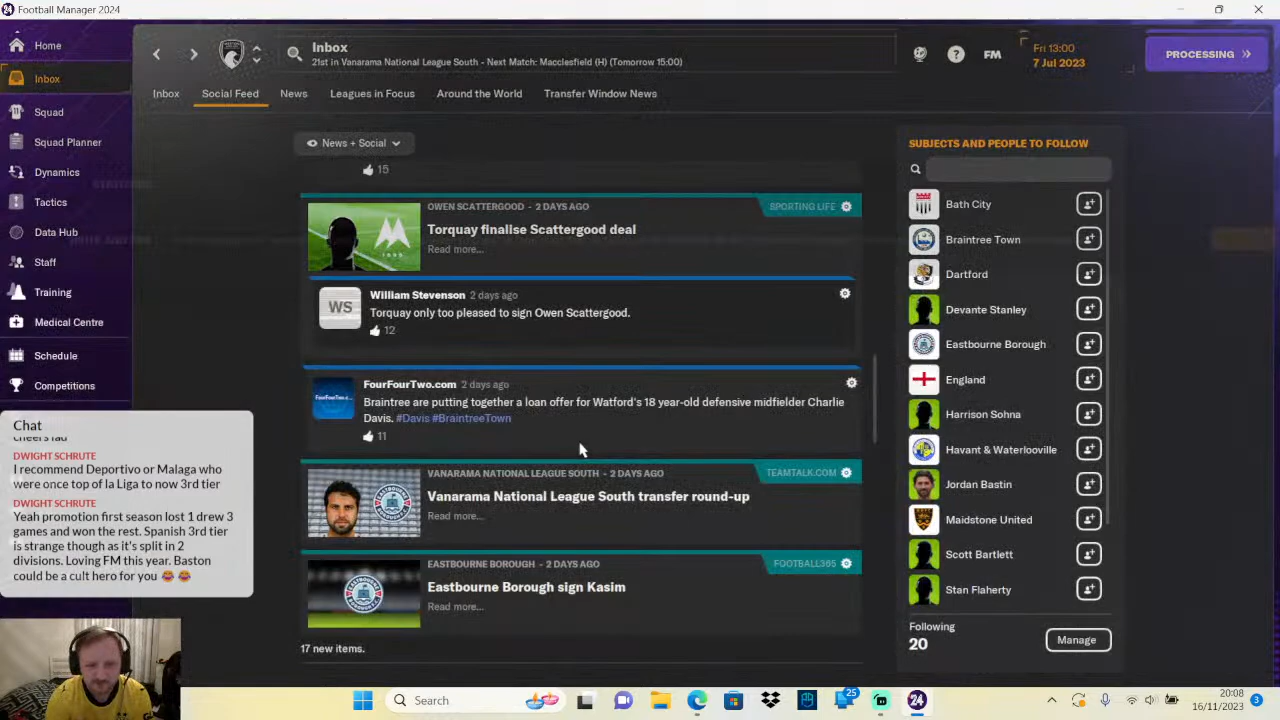 Football Manager 2024
Home
Inbox
Squad
Squad Planner
Dynamics
Tactics
Data Hub
Staff
Training
Medical Centre
Schedule
Competitions
Inbox
21st in Vanarama National League South - Next Match: Macclesfield (H) (Tomorrow 15:00)
FM
Fri 13:00
7 Jul 2023
PROCESSING
Inbox Social Feed News Leagues in Focus Around the World Transfer Window News
News + Social
15
OWEN SCATTERGOOD - 2 DAYS AGO
SPORTING LIFE
Torquay finalise Scattergood deal
Read more...
WS
William Stevenson 2 days ago
Torquay only too pleased to sign Owen Scattergood.
12
FourFourTwo.com 2 days ago
Braintree are putting together a loan offer for Watford's 18 year-old defensive midfielder Charlie
Davis. #Davis #BraintreeTown
11
VANARAMA NATIONAL LEAGUE SOUTH - 2 DAYS AGO
TEAMTALK.COM
Vanarama National League South transfer round-up
Read more...
EASTBOURNE BOROUGH - 2 DAYS AGO
FOOTBALL365
Eastbourne Borough sign Kasim
Read more...
17 new items.
SUBJECTS AND PEOPLE TO FOLLOW
Bath City
Braintree Town
Dartford
Devante Stanley
Eastbourne Borough
England
Harrison Sohna
Havant & Waterlooville
Jordan Bastin
Maidstone United
Scott Bartlett
Stan Flaherty
Following
20
Manage
Chat
Cheers lad
DWIGHT SCHRUTE
I recommend Deportivo or Malaga who
were once top of la Liga to now 3rd tier
DWIGHT SCHRUTE
Yeah promotion first season lost 1 drew 3
games and won the rest. Spanish 3rd tier
is strange though as it's split in 2
divisions. Loving FM this year. Baston
could be a cult hero for you 😂 😂
Search
25
24
20:08
16/11/2023
3